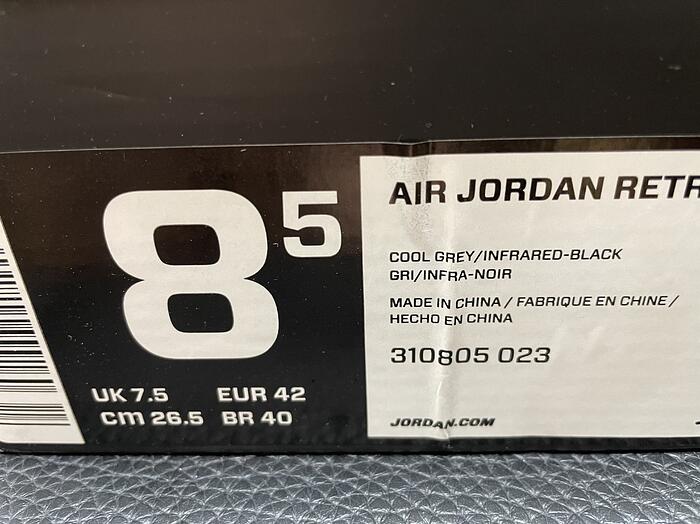 8 5
UK 7.5 EUR 42
CM 26.5 BR 40
AIR JORDAN RETR
COOL GREY/INFRARED-BLACK
GRI/INFRA-NOIR
MADE IN CHINA / FABRIQUE EN CHINE /
HECHO EN CHINA
310805 023
JORDAN.COM